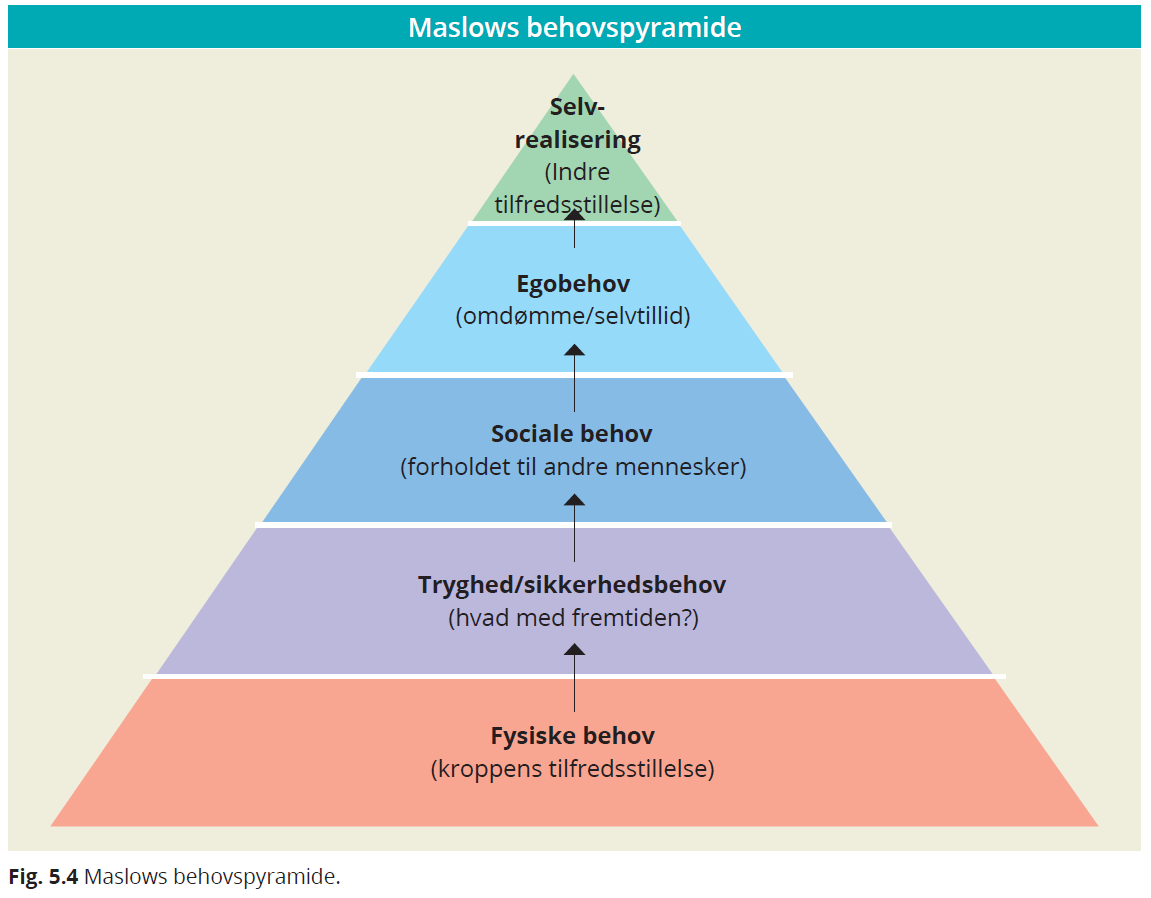 Maslows behovspyramide
Selv-
realisering
(Indre
tilfredsstillelse)
Egobehov
(omdømme/selvtillid)
Sociale behov
(forholdet til andre mennesker)
Tryghed/sikkerhedsbehov
(hvad med fremtiden?)
Fysiske behov
(kroppens tilfredsstillelse)
Fig. 5.4 Maslows behovspyramide.